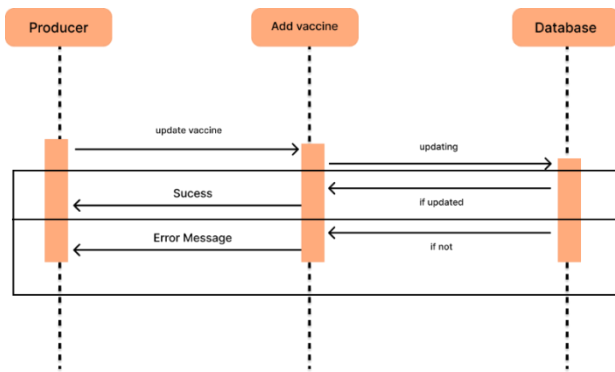 Producer
Add vaccine
Database
update vaccine
updating
Sucess
if updated
Error Message
if not